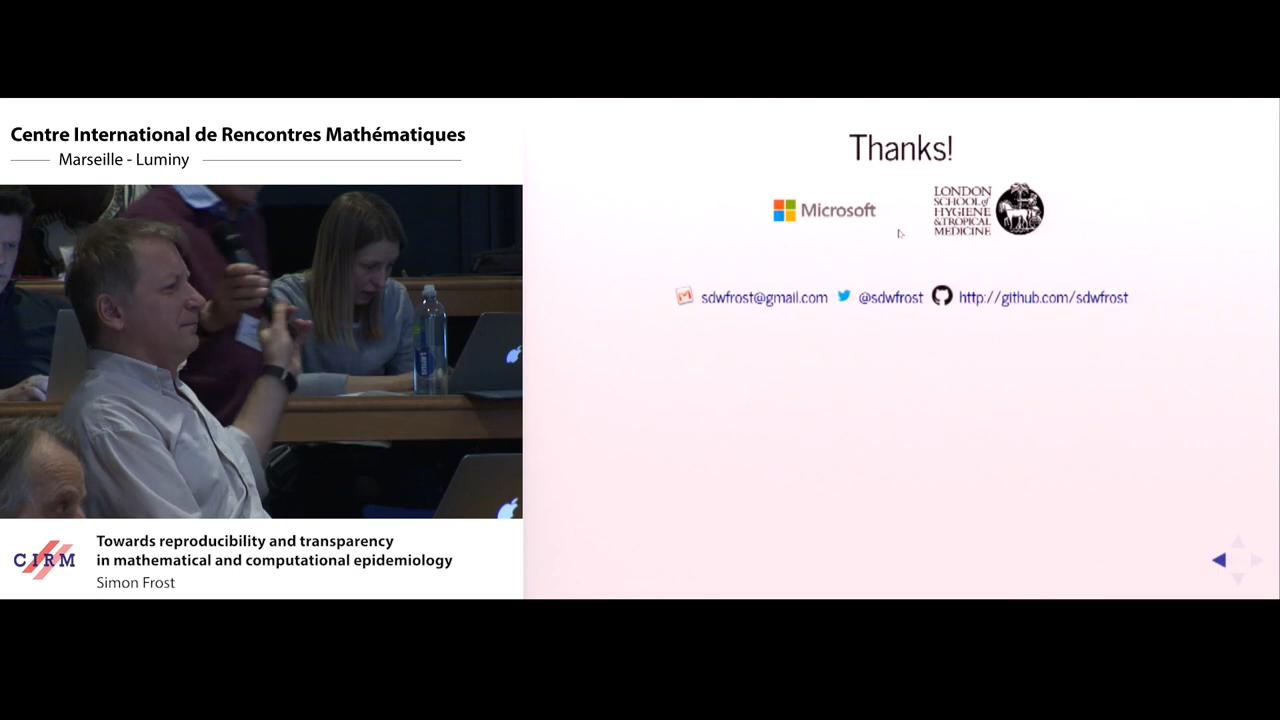 Centre International de Rencontres Mathématiques
Marseille - Luminy
Thanks!
Microsoft
LONDON
SCHOOL of
HYGIENE
& TROPICAL
MEDICINE
sdwfrost@gmail.com @sdwfrost http://github.com/sdwfrost
CIRM
Towards reproducibility and transparency
in mathematical and computational epidemiology
Simon Frost